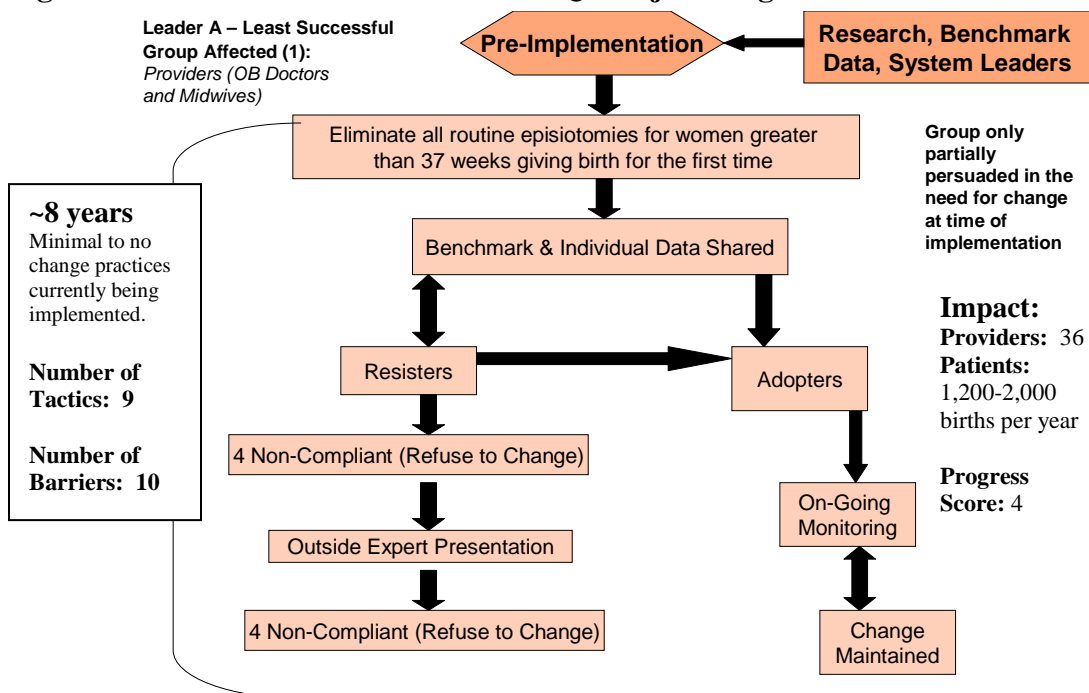 Leader A – Least Successful
Group Affected (1):
Providers (OB Doctors
and Midwives)
Pre-Implementation
Research, Benchmark
Data, System Leaders
Eliminate all routine episiotomies for women greater
than 37 weeks giving birth for the first time
Group only
partially
persuaded in the
need for change
at time of
implementation
~8 years
Minimal to no
change practices
currently being
implemented.
Number of
Tactics: 9
Number of
Barriers: 10
Benchmark & Individual Data Shared
Impact:
Providers: 36
Patients:
1,200-2,000
births per year
Progress
Score: 4
Resisters
Adopters
4 Non-Compliant (Refuse to Change)
On-Going
Monitoring
Outside Expert Presentation
4 Non-Compliant (Refuse to Change)
Change
Maintained